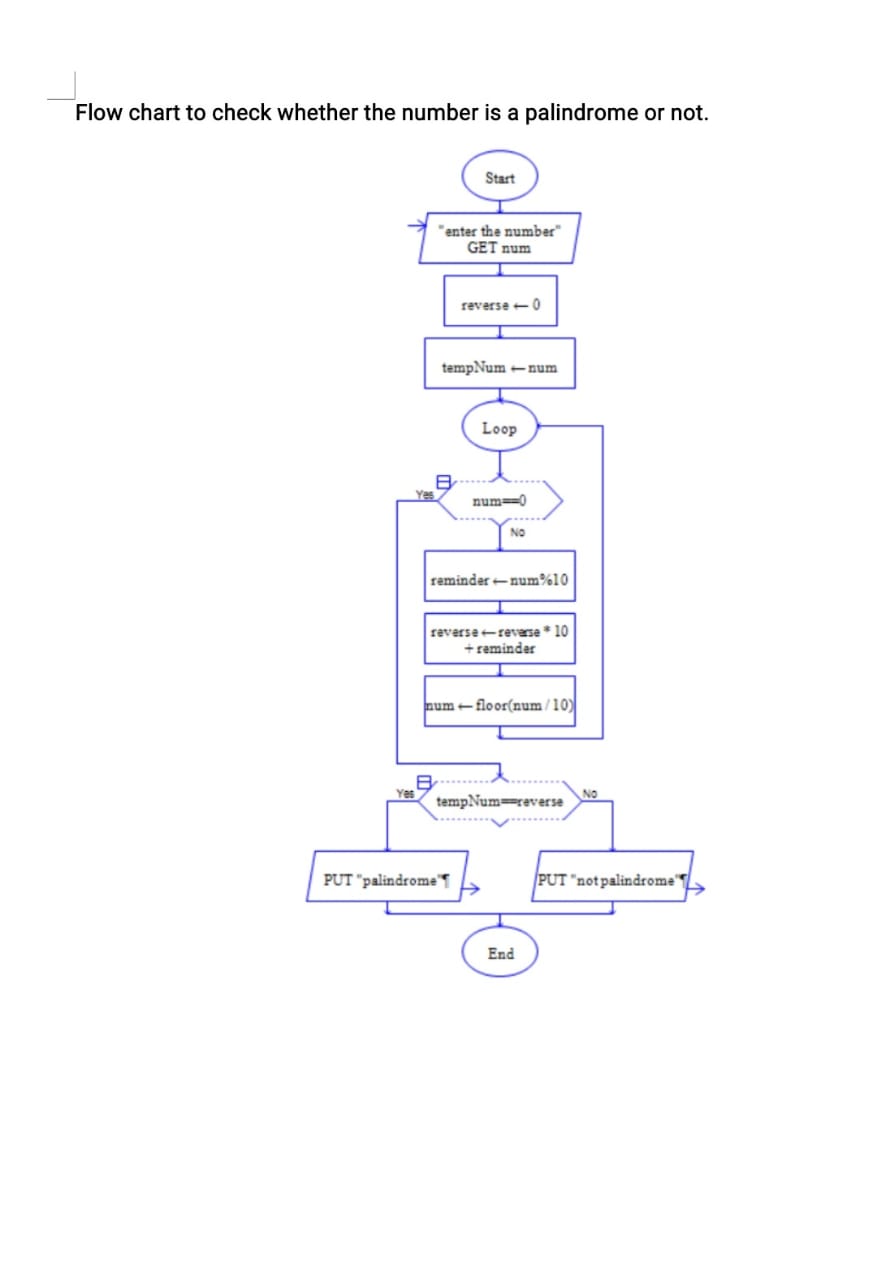 Flow chart to check whether the number is a palindrome or not.
Start
"enter the number"
GET num
reverse ← 0
tempNum ← num
Loop
Yes
num==0
No
reminder ← num%10
reverse ← reverse * 10
+ reminder
num ← floor(num / 10)
Yes
tempNum==reverse
No
PUT "palindrome"¶
PUT "not palindrome"¶
End